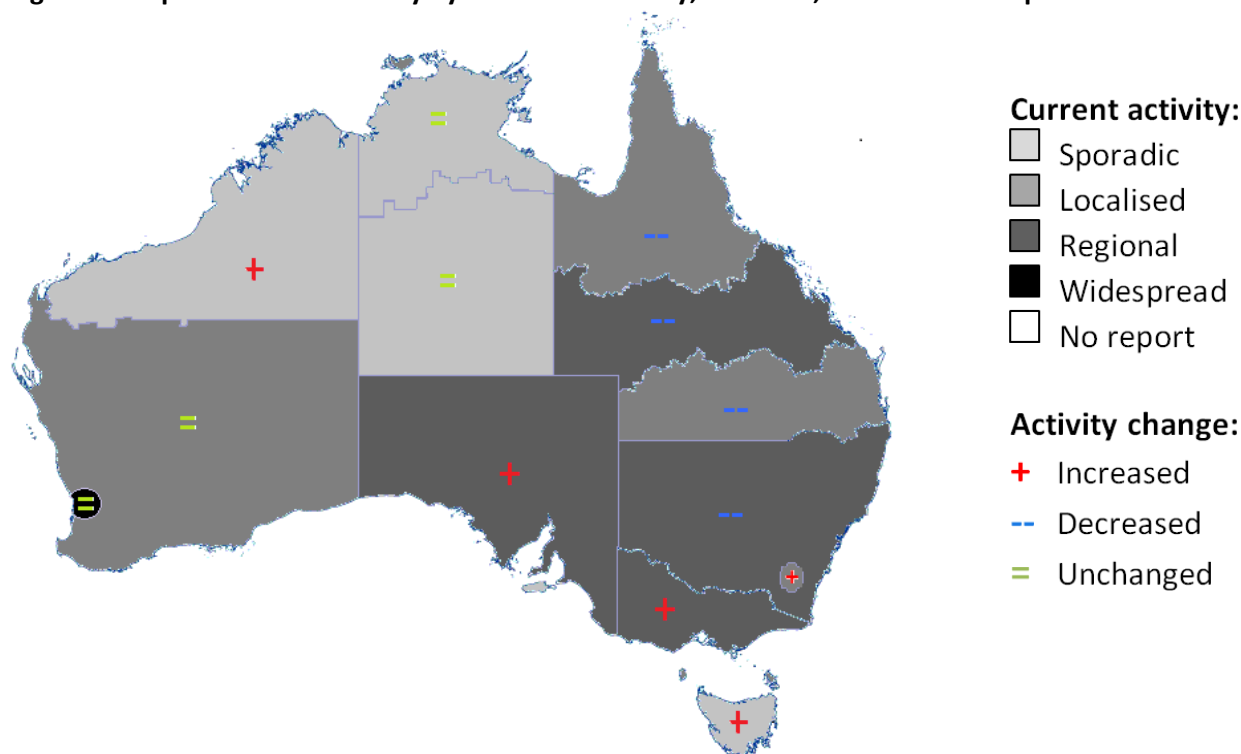 Current activity:
Sporadic
Localised
Regional
Widespread
No report
Activity change:
+ Increased
-- Decreased
= Unchanged